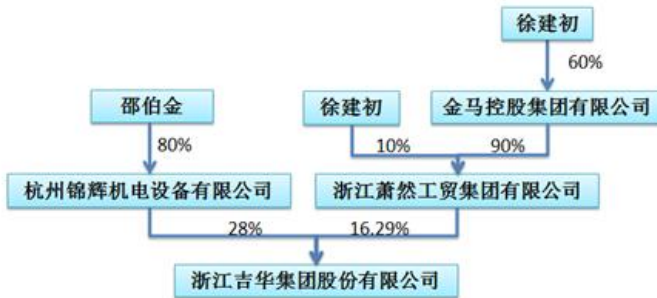 徐建初
60%
邵伯金
徐建初
金马控股集团有限公司
80%
10%
90%
杭州锦辉机电设备有限公司
浙江萧然工贸集团有限公司
28%
16.29%
浙江吉华集团股份有限公司